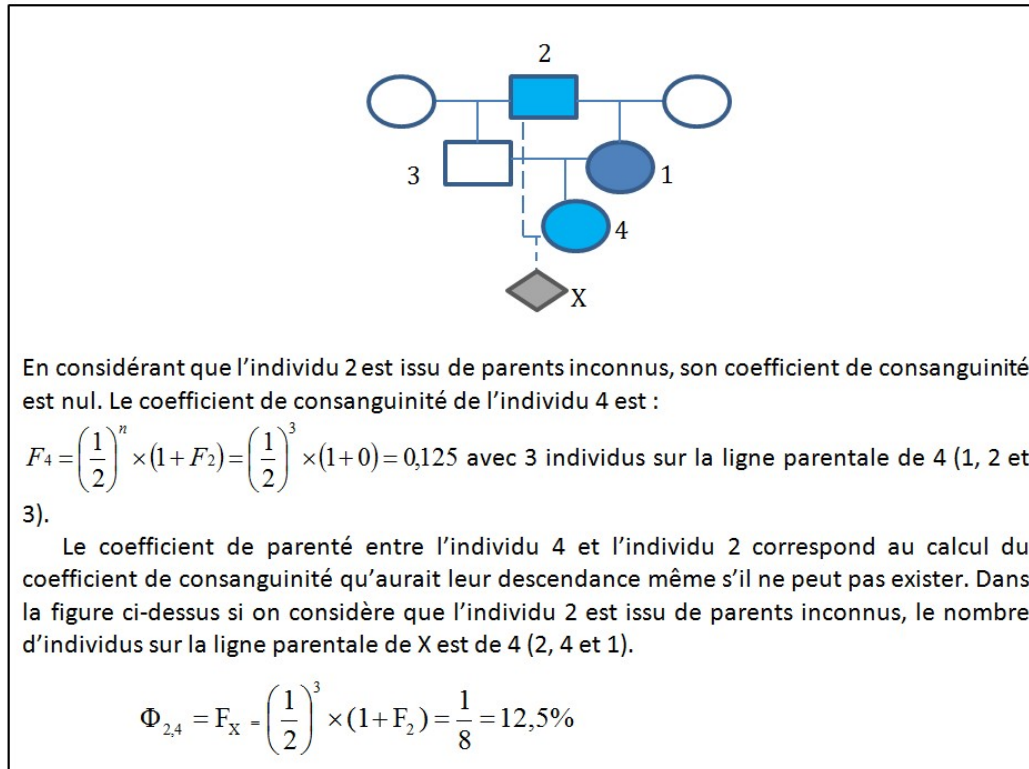 2
3
1
4
X
En considérant que l’individu 2 est issu de parents inconnus, son coefficient de consanguinité
est nul. Le coefficient de consanguinité de l’individu 4 est :
F₄ = (1/2)ⁿ × (1 + F₂) = (1/2)³ × (1 + 0) = 0,125 avec 3 individus sur la ligne parentale de 4 (1, 2 et
3).
Le coefficient de parenté entre l’individu 4 et l’individu 2 correspond au calcul du
coefficient de consanguinité qu’aurait leur descendance même s’il ne peut pas exister. Dans
la figure ci-dessus si on considère que l’individu 2 est issu de parents inconnus, le nombre
d’individus sur la ligne parentale de X est de 4 (2, 4 et 1).
Φ₂,₄ = F_X = (1/2)³ × (1 + F₂) = 1/8 = 12,5%